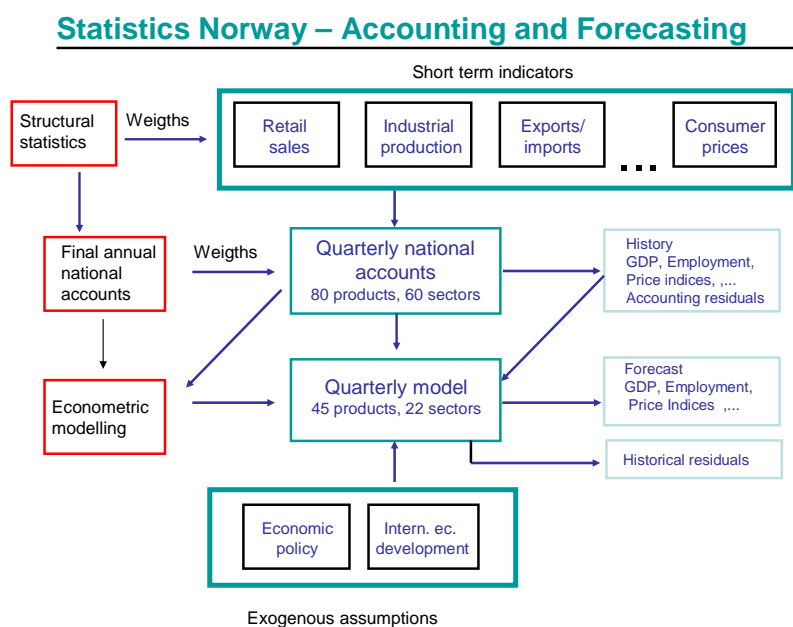 Statistics Norway – Accounting and Forecasting
Short term indicators
Structural
statistics
Weigths
Retail
sales
Industrial
production
Exports/
imports
...
Consumer
prices
Final annual
national
accounts
Weigths
Quarterly national
accounts
80 products, 60 sectors
History
GDP, Employment,
Price indices, ,...
Accounting residuals
Econometric
modelling
Quarterly model
45 products, 22 sectors
Forecast
GDP, Employment,
Price Indices ,...
Historical residuals
Economic
policy
Intern. ec.
development
Exogenous assumptions